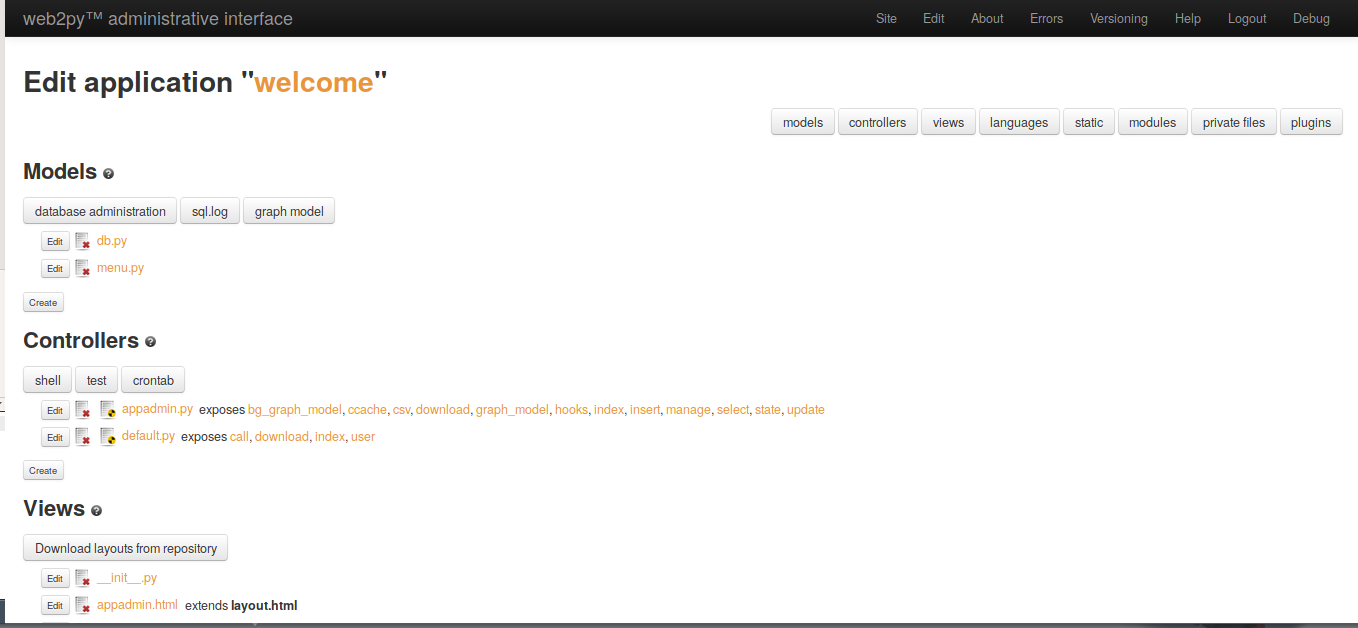 web2py™ administrative interface Site Edit About Errors Versioning Help Logout Debug
Edit application "welcome"
models controllers views languages static modules private files plugins
Models ?
database administration sql.log graph model
Edit db.py
Edit menu.py
Create
Controllers ?
shell test crontab
Edit appadmin.py exposes bg_graph_model, ccache, csv, download, graph_model, hooks, index, insert, manage, select, state, update
Edit default.py exposes call, download, index, user
Create
Views ?
Download layouts from repository
Edit __init__.py
Edit appadmin.html extends layout.html